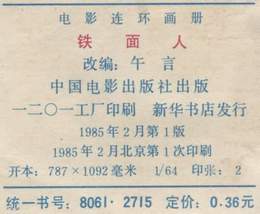 电影连环画册
铁面人
改编：午言
中国电影出版社出版
一二〇一工厂印刷 新华书店发行
1985年2月第1版
1985年2月北京第1次印刷
开本：787×1092毫米 1/64 印张：2
统一书号：8061·2715 定价：0.36元